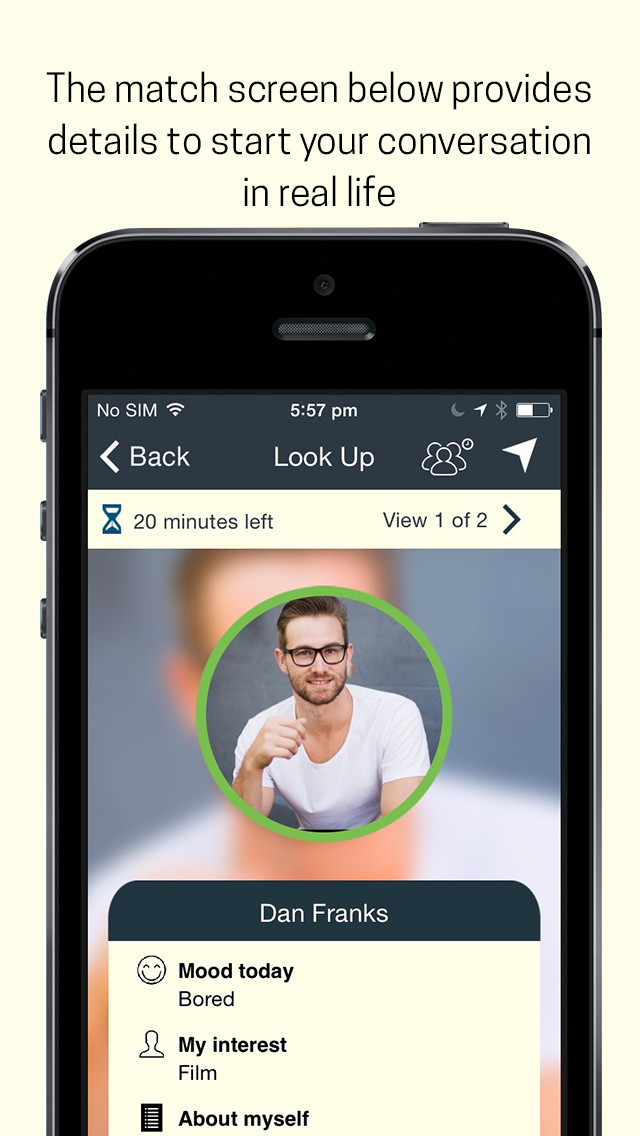 The match screen below provides
details to start your conversation
in real life
No SIM 5:57 pm
Back Look Up
20 minutes left View 1 of 2
Dan Franks
Mood today
Bored
My interest
Film
About myself